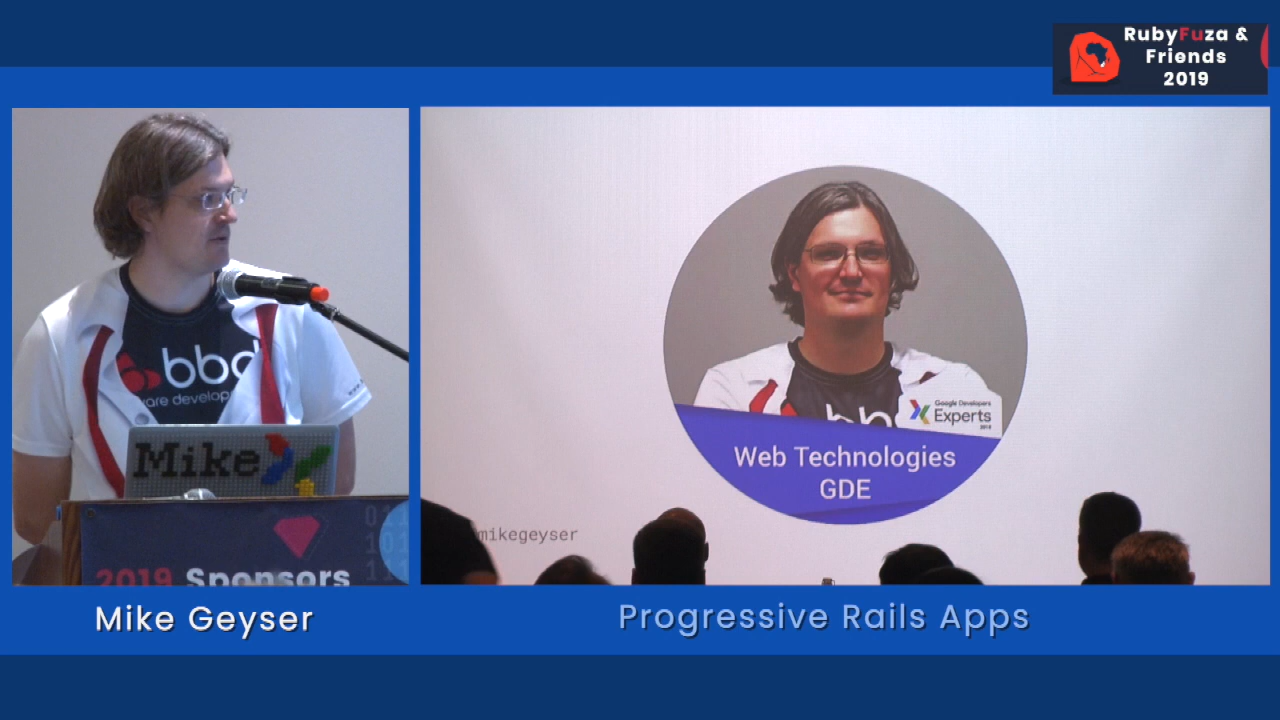 RubyFuza &
Friends
2019
bbd
Mike
2019 Sponsors
Google Developers
Experts
Web Technologies
GDE
mikegeyser
Mike Geyser
Progressive Rails Apps